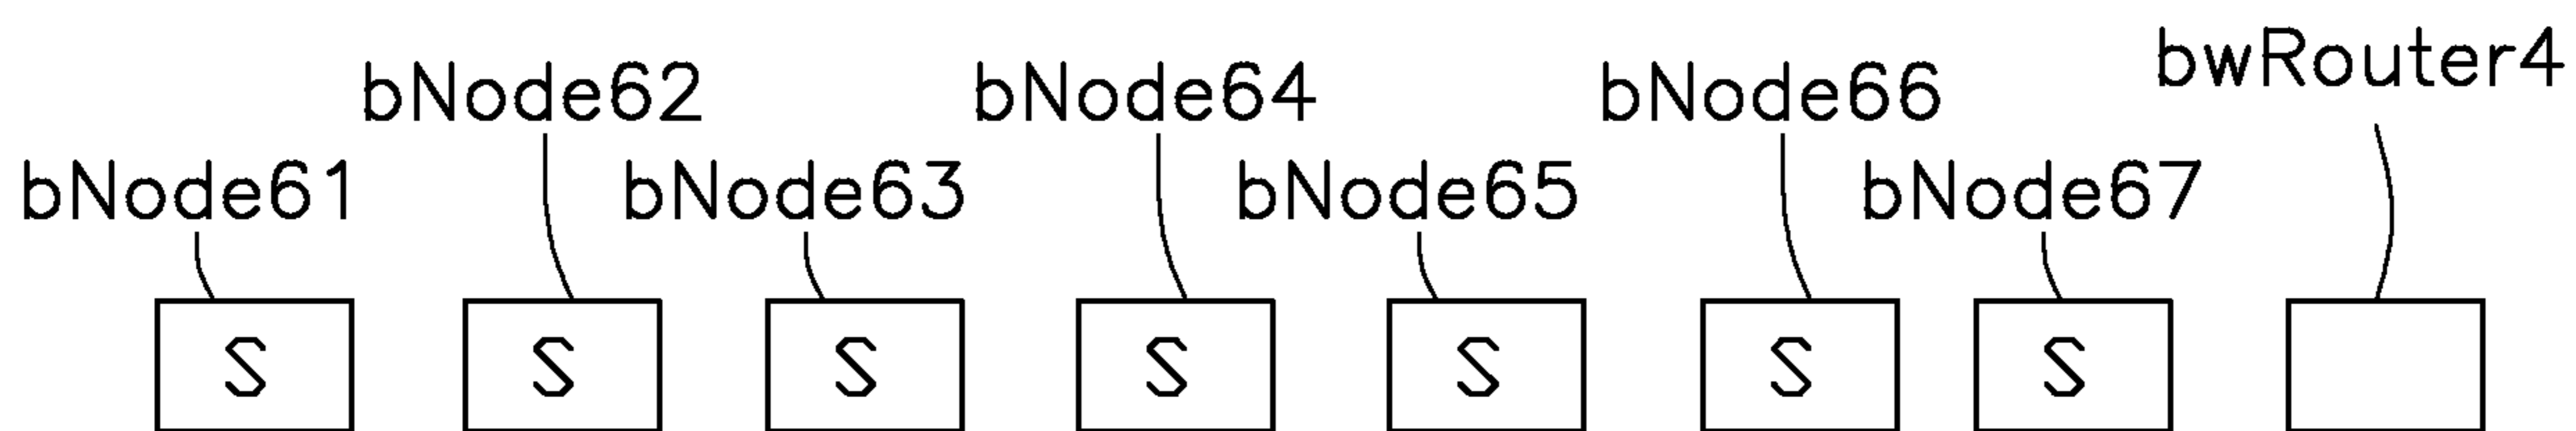 bwRouter4
bNode62 bNode64 bNode66
bNode61 bNode63 bNode65 bNode67
S S S S S S S